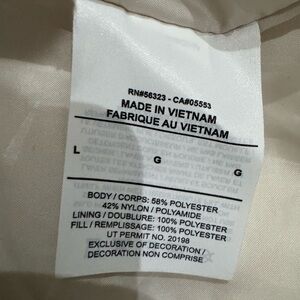 RN#56323 - CA#05553
MADE IN VIETNAM
FABRIQUE AU VIETNAM
L G G
BODY / CORPS: 58% POLYESTER
42% NYLON / POLYAMIDE
LINING / DOUBLURE: 100% POLYESTER
FILL / REMPLISSAGE: 100% POLYESTER
UT PERMIT NO. 20198
EXCLUSIVE OF DECORATION /
DECORATION NON COMPRISE